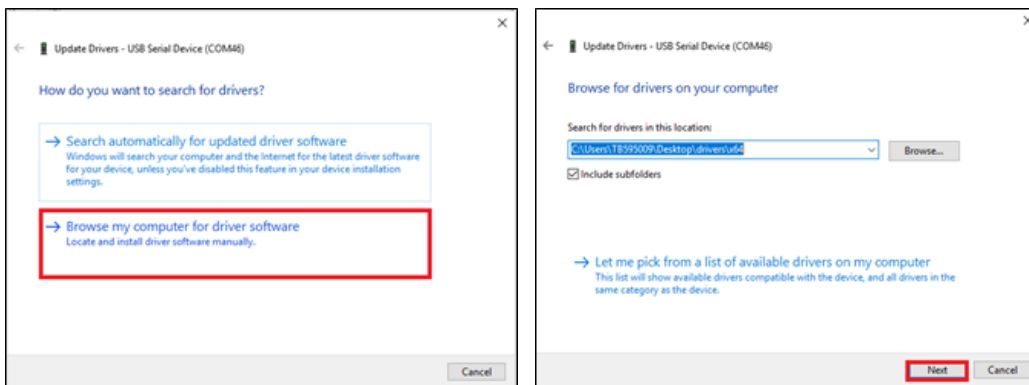 Update Drivers - USB Serial Device (COM46)
How do you want to search for drivers?
→ Search automatically for updated driver software
Windows will search your computer and the Internet for the latest driver software
for your device, unless you've disabled this feature in your device installation
settings.
→ Browse my computer for driver software
Locate and install driver software manually.
Cancel
Update Drivers - USB Serial Device (COM46)
Browse for drivers on your computer
Search for drivers in this location:
C:\Users\TB595009\Desktop\drivers\x64
Browse...
Include subfolders
→ Let me pick from a list of available drivers on my computer
This list will show available drivers compatible with the device, and all drivers in the
same category as the device.
Next
Cancel